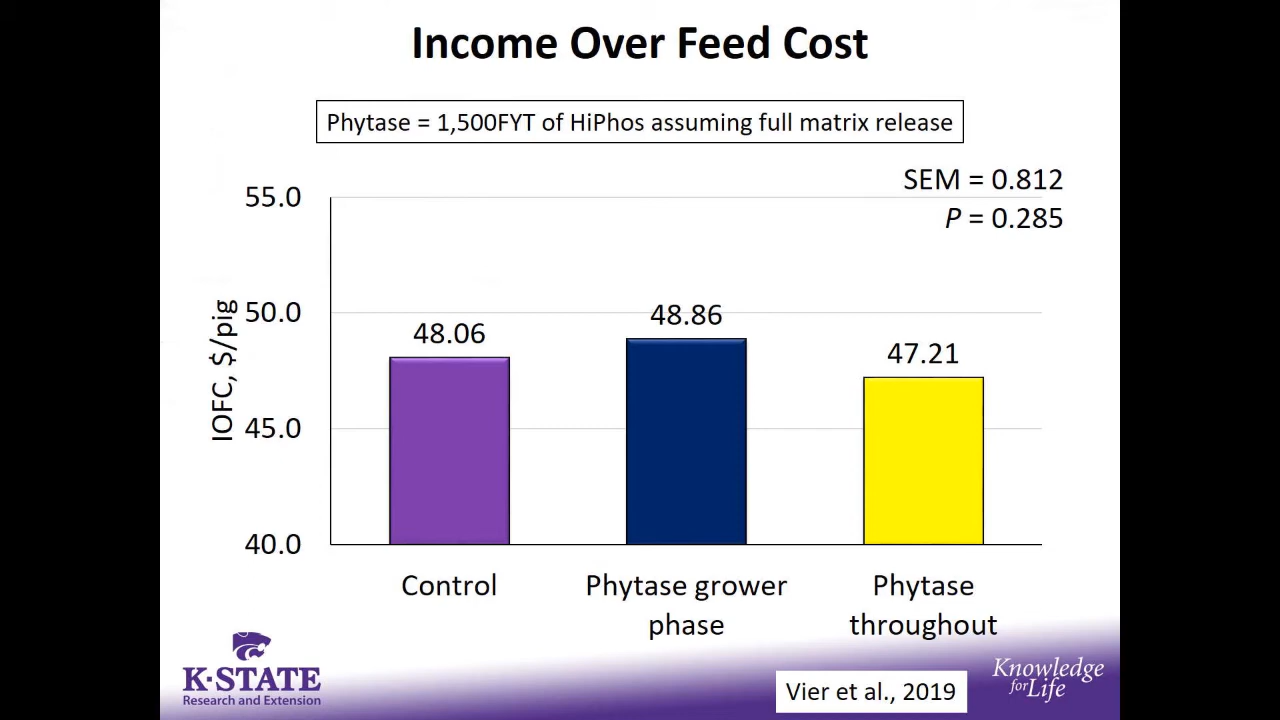 Income Over Feed Cost
Phytase = 1,500FYT of HiPhos assuming full matrix release
SEM = 0.812
P = 0.285
IOFC, $/pig
55.0
50.0
45.0
40.0
48.06
48.86
47.21
Control
Phytase grower
phase
Phytase
throughout
K-STATE
Research and Extension
Vier et al., 2019
Knowledge
for Life